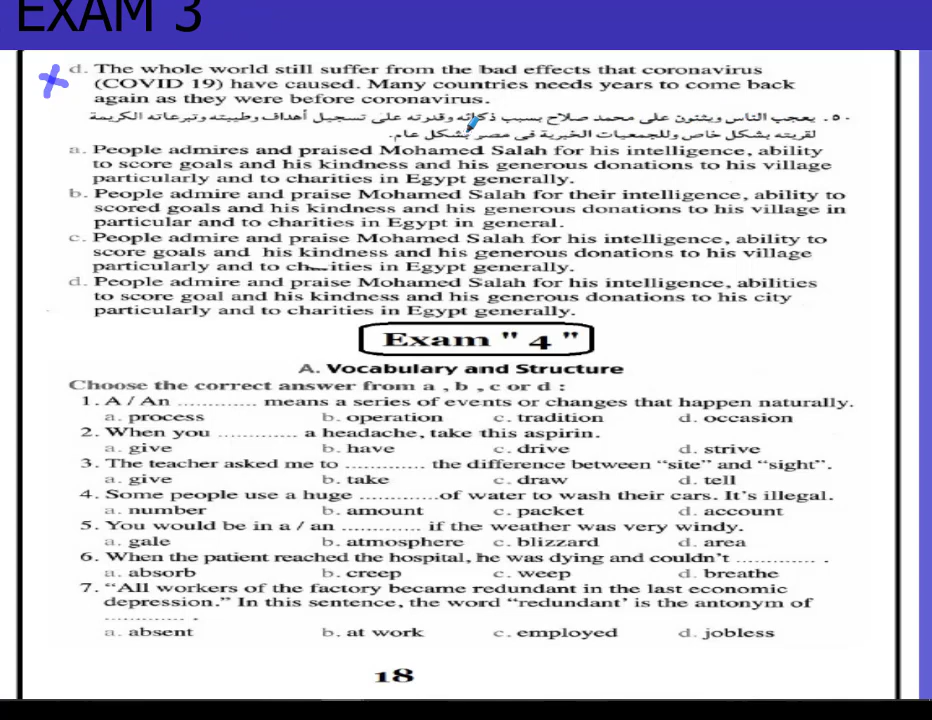 EXAM 3
d. The whole world still suffer from the bad effects that coronavirus
(COVID 19) have caused. Many countries needs years to come back
again as they were before coronavirus.
٥٠. يعجب الناس ويثنون على محمد صلاح بسبب ذكائه وقدرته على تسجيل أهداف وطيبته وتبرعاته الكريمة
لقريته بشكل خاص وللجمعيات الخيرية في مصر بشكل عام.
a. People admires and praised Mohamed Salah for his intelligence, ability
to score goals and his kindness and his generous donations to his village
particularly and to charities in Egypt generally.
b. People admire and praise Mohamed Salah for their intelligence, ability to
scored goals and his kindness and his generous donations to his village in
particular and to charities in Egypt in general.
c. People admire and praise Mohamed Salah for his intelligence, ability to
score goals and his kindness and his generous donations to his village
particularly and to charities in Egypt generally.
d. People admire and praise Mohamed Salah for his intelligence, abilities
to score goal and his kindness and his generous donations to his city
particularly and to charities in Egypt generally.
Exam " 4 "
A. Vocabulary and Structure
Choose the correct answer from a , b , c or d :
1. A / An ............ means a series of events or changes that happen naturally.
a. process b. operation c. tradition d. occasion
2. When you ............ a headache, take this aspirin.
a. give b. have c. drive d. strive
3. The teacher asked me to ............ the difference between “site” and “sight”.
a. give b. take c. draw d. tell
4. Some people use a huge ............of water to wash their cars. It’s illegal.
a. number b. amount c. packet d. account
5. You would be in a / an ............ if the weather was very windy.
a. gale b. atmosphere c. blizzard d. area
6. When the patient reached the hospital, he was dying and couldn’t ............ .
a. absorb b. creep c. weep d. breathe
7. “All workers of the factory became redundant in the last economic
depression.” In this sentence, the word “redundant’ is the antonym of
............ .
a. absent b. at work c. employed d. jobless
18